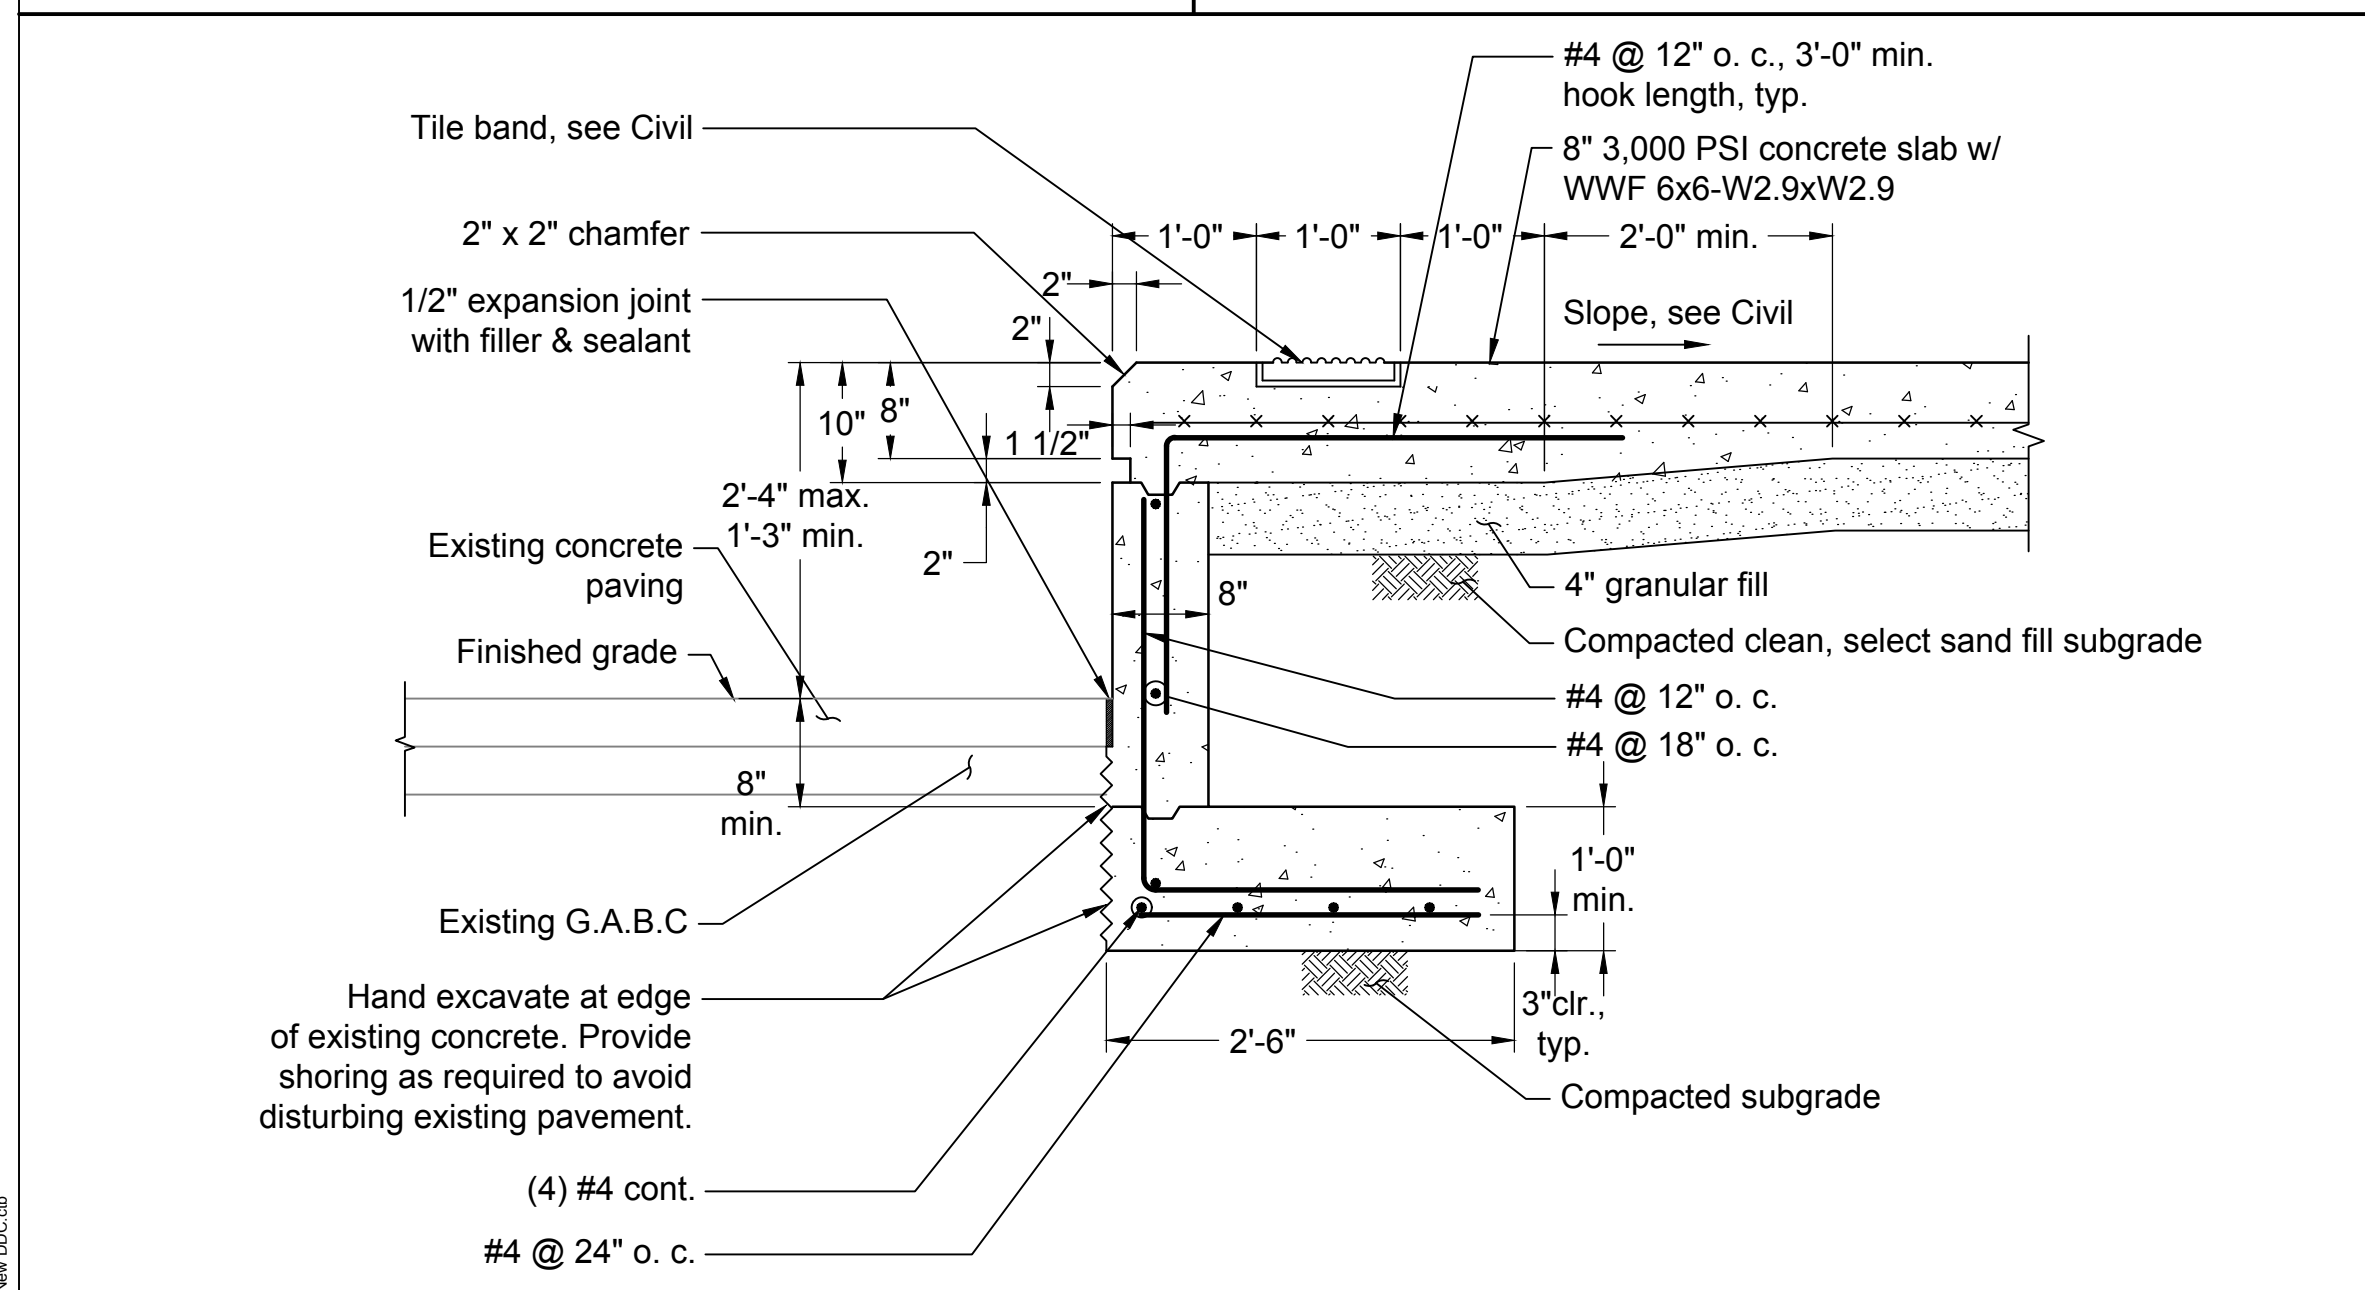 #4 @ 12" o. c., 3'-0" min.
hook length, typ.
Tile band, see Civil
8" 3,000 PSI concrete slab w/
WWF 6x6-W2.9xW2.9
2" x 2" chamfer
1'-0"
1'-0"
1'-0"
2'-0" min.
2"
1/2" expansion joint
with filler & sealant
Slope, see Civil
2"
10"
8"
1 1/2"
2'-4" max.
1'-3" min.
Existing concrete
paving
2"
8"
4" granular fill
Finished grade
Compacted clean, select sand fill subgrade
#4 @ 12" o. c.
#4 @ 18" o. c.
8"
min.
1'-0"
min.
Existing G.A.B.C
Hand excavate at edge
of existing concrete. Provide
shoring as required to avoid
disturbing existing pavement.
3"clr.,
typ.
2'-6"
Compacted subgrade
(4) #4 cont.
#4 @ 24" o. c.
New DDC.ctb